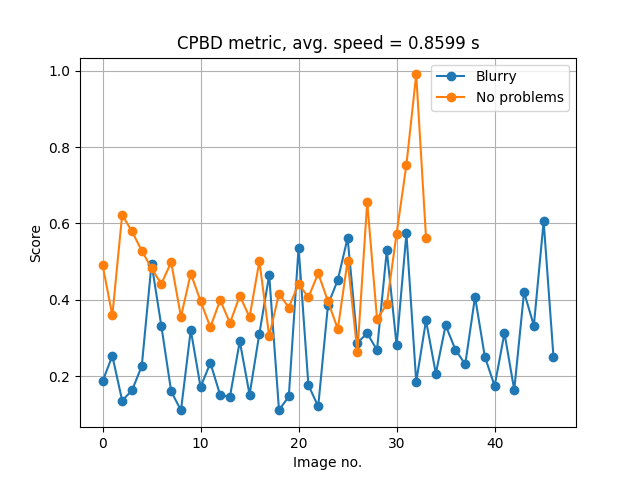 CPBD metric, avg. speed = 0.8599 s
Blurry
No problems
1.0
0.8
0.6
0.4
0.2
Score
0 10 20 30 40
Image no.